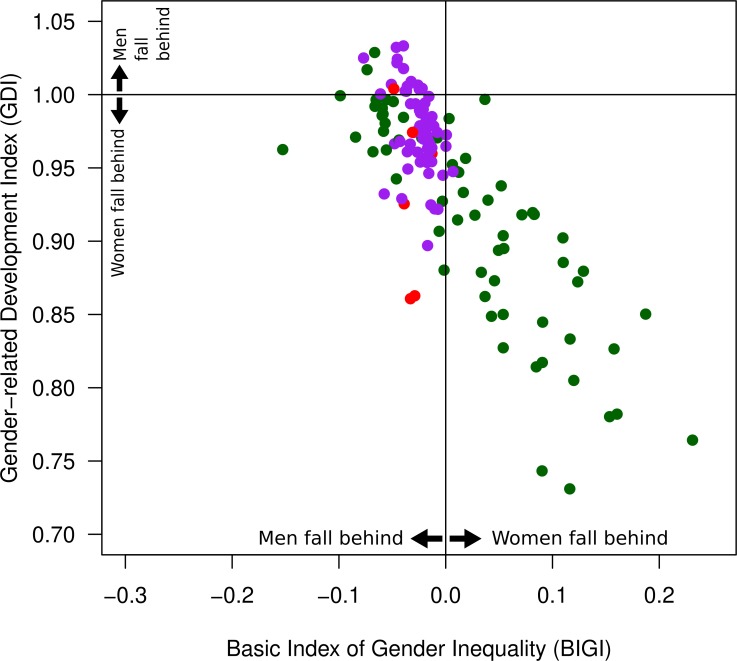 Gender−related Development Index (GDI)
1.05
1.00
0.95
0.90
0.85
0.80
0.75
0.70
Men
fall
behind
Women fall behind
Men fall behind
Women fall behind
−0.3
−0.2
−0.1
0.0
0.1
0.2
Basic Index of Gender Inequality (BIGI)